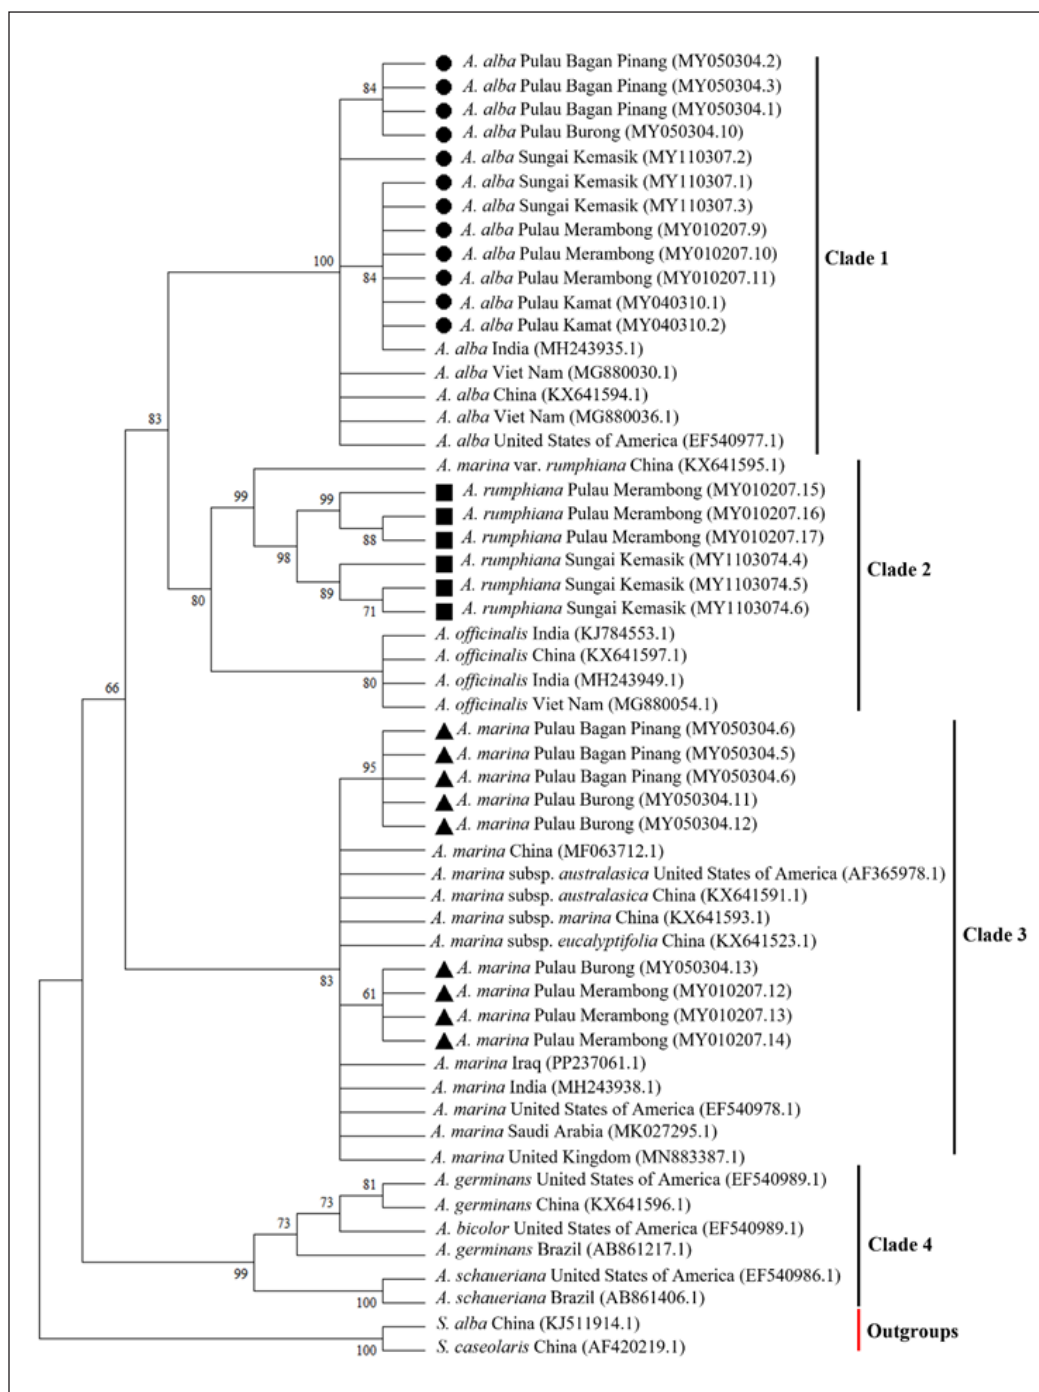 A. alba Pulau Bagan Pinang (MY050304.2)
84
A. alba Pulau Bagan Pinang (MY050304.3)
A. alba Pulau Bagan Pinang (MY050304.1)
A. alba Pulau Burong (MY050304.10)
A. alba Sungai Kemasik (MY110307.2)
A. alba Sungai Kemasik (MY110307.1)
A. alba Sungai Kemasik (MY110307.3)
A. alba Pulau Merambong (MY010207.9)
A. alba Pulau Merambong (MY010207.10)
Clade 1
100
84
A. alba Pulau Merambong (MY010207.11)
A. alba Pulau Kamat (MY040310.1)
A. alba Pulau Kamat (MY040310.2)
A. alba India (MH243935.1)
A. alba Viet Nam (MG880030.1)
A. alba China (KX641594.1)
83
A. alba Viet Nam (MG880036.1)
A. alba United States of America (EF540977.1)
A. marina var. rumphiana China (KX641595.1)
99
99
A. rumphiana Pulau Merambong (MY010207.15)
A. rumphiana Pulau Merambong (MY010207.16)
88
A. rumphiana Pulau Merambong (MY010207.17)
98
A. rumphiana Sungai Kemasik (MY1103074.4)
Clade 2
80
89
A. rumphiana Sungai Kemasik (MY1103074.5)
71
A. rumphiana Sungai Kemasik (MY1103074.6)
A. officinalis India (KJ784553.1)
A. officinalis China (KX641597.1)
80
A. officinalis India (MH243949.1)
66
A. officinalis Viet Nam (MG880054.1)
A. marina Pulau Bagan Pinang (MY050304.6)
A. marina Pulau Bagan Pinang (MY050304.5)
95
A. marina Pulau Bagan Pinang (MY050304.6)
A. marina Pulau Burong (MY050304.11)
A. marina Pulau Burong (MY050304.12)
A. marina China (MF063712.1)
A. marina subsp. australasica United States of America (AF365978.1)
A. marina subsp. australasica China (KX641591.1)
A. marina subsp. marina China (KX641593.1)
Clade 3
A. marina subsp. eucalyptifolia China (KX641523.1)
83
A. marina Pulau Burong (MY050304.13)
61
A. marina Pulau Merambong (MY010207.12)
A. marina Pulau Merambong (MY010207.13)
A. marina Pulau Merambong (MY010207.14)
A. marina Iraq (PP237061.1)
A. marina India (MH243938.1)
A. marina United States of America (EF540978.1)
A. marina Saudi Arabia (MK027295.1)
A. marina United Kingdom (MN883387.1)
81
A. germinans United States of America (EF540989.1)
73
A. germinans China (KX641596.1)
73
A. bicolor United States of America (EF540989.1)
Clade 4
A. germinans Brazil (AB861217.1)
99
A. schaueriana United States of America (EF540986.1)
100
A. schaueriana Brazil (AB861406.1)
S. alba China (KJ511914.1)
Outgroups
100
S. caseolaris China (AF420219.1)